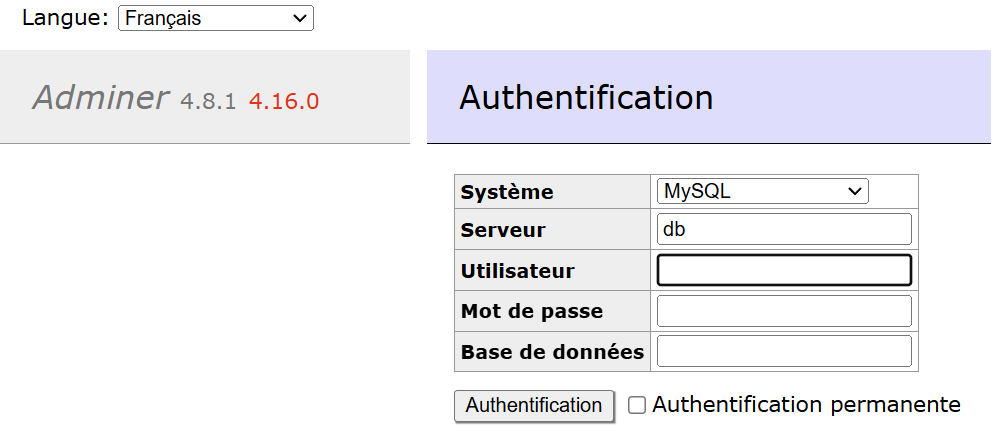 Langue: Français
Adminer 4.8.1 4.16.0
Authentification
Système MySQL
Serveur db
Utilisateur
Mot de passe
Base de données
Authentification Authentification permanente